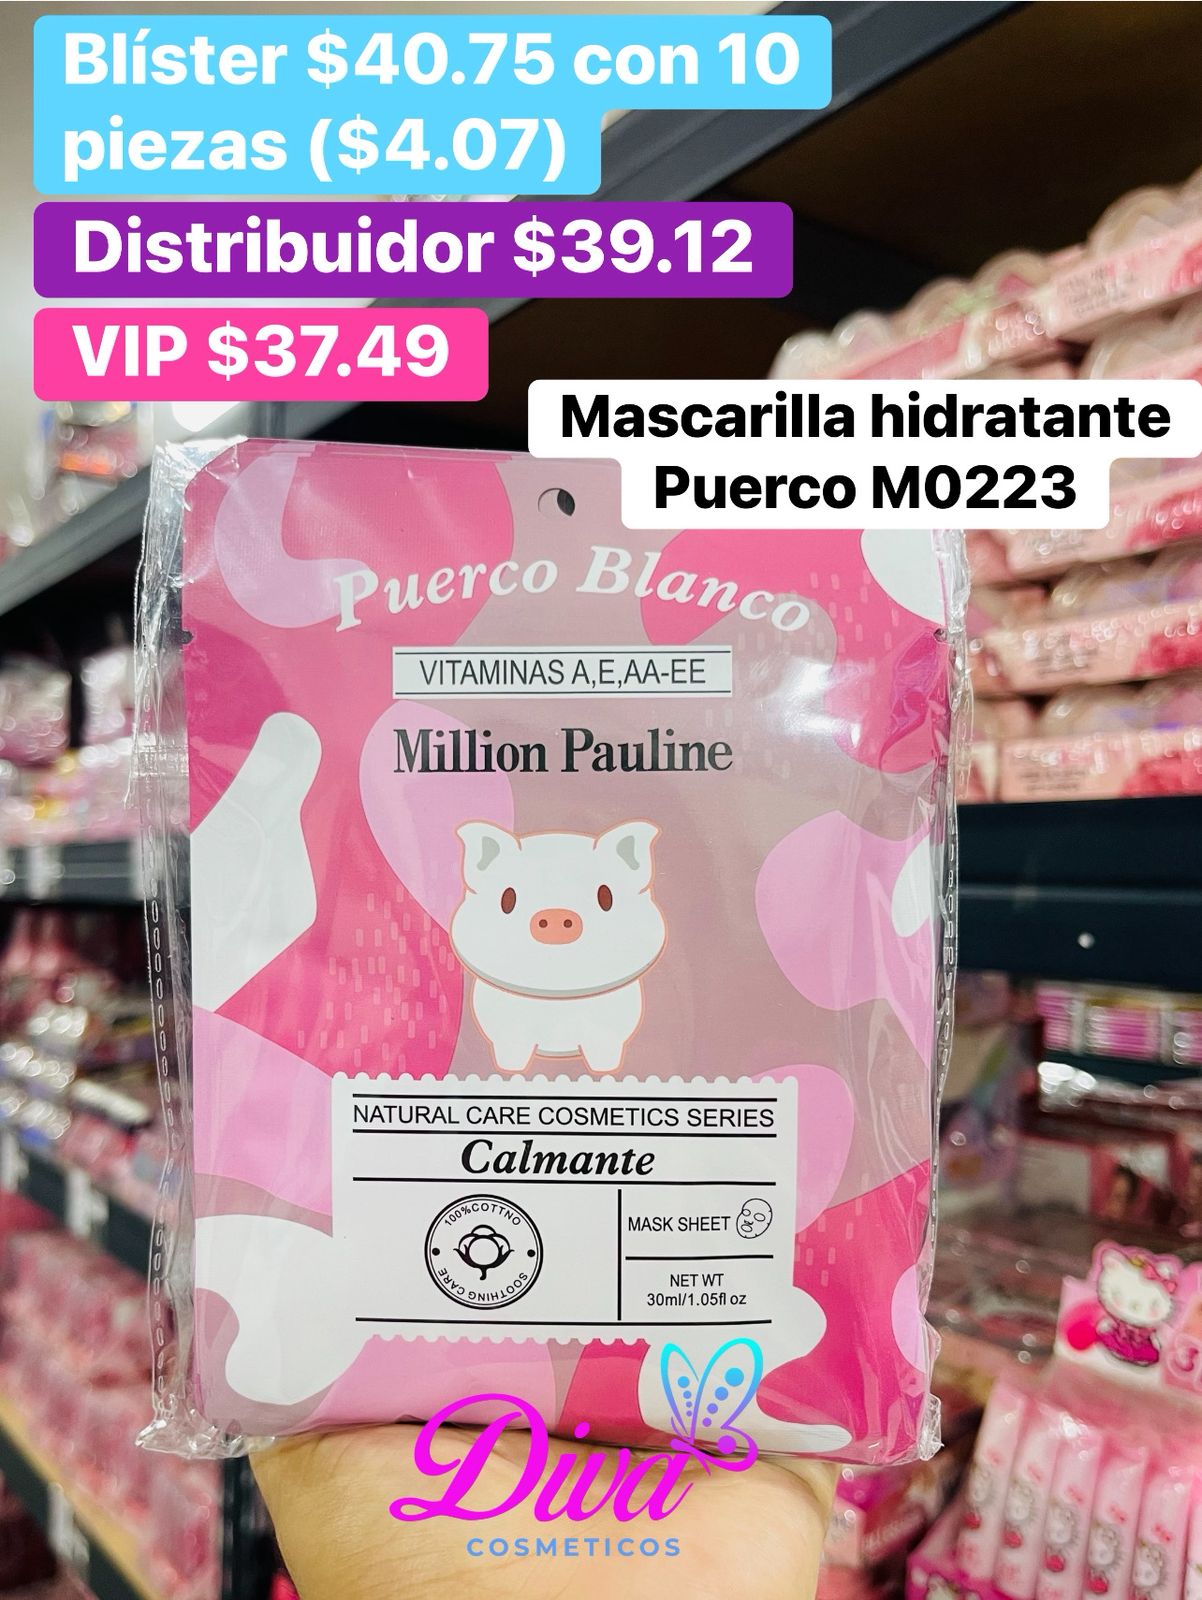 Blíster $40.75 con 10
piezas ($4.07)
Distribuidor $39.12
VIP $37.49
Mascarilla hidratante
Puerco M0223
Puerco Blanco
VITAMINAS A,E,AA-EE
Million Pauline
NATURAL CARE COSMETICS SERIES
Calmante
100%COTTNO
SOOTHING CARE
MASK SHEET
NET WT
30ml/1.05fl oz
Diva
COSMETICOS